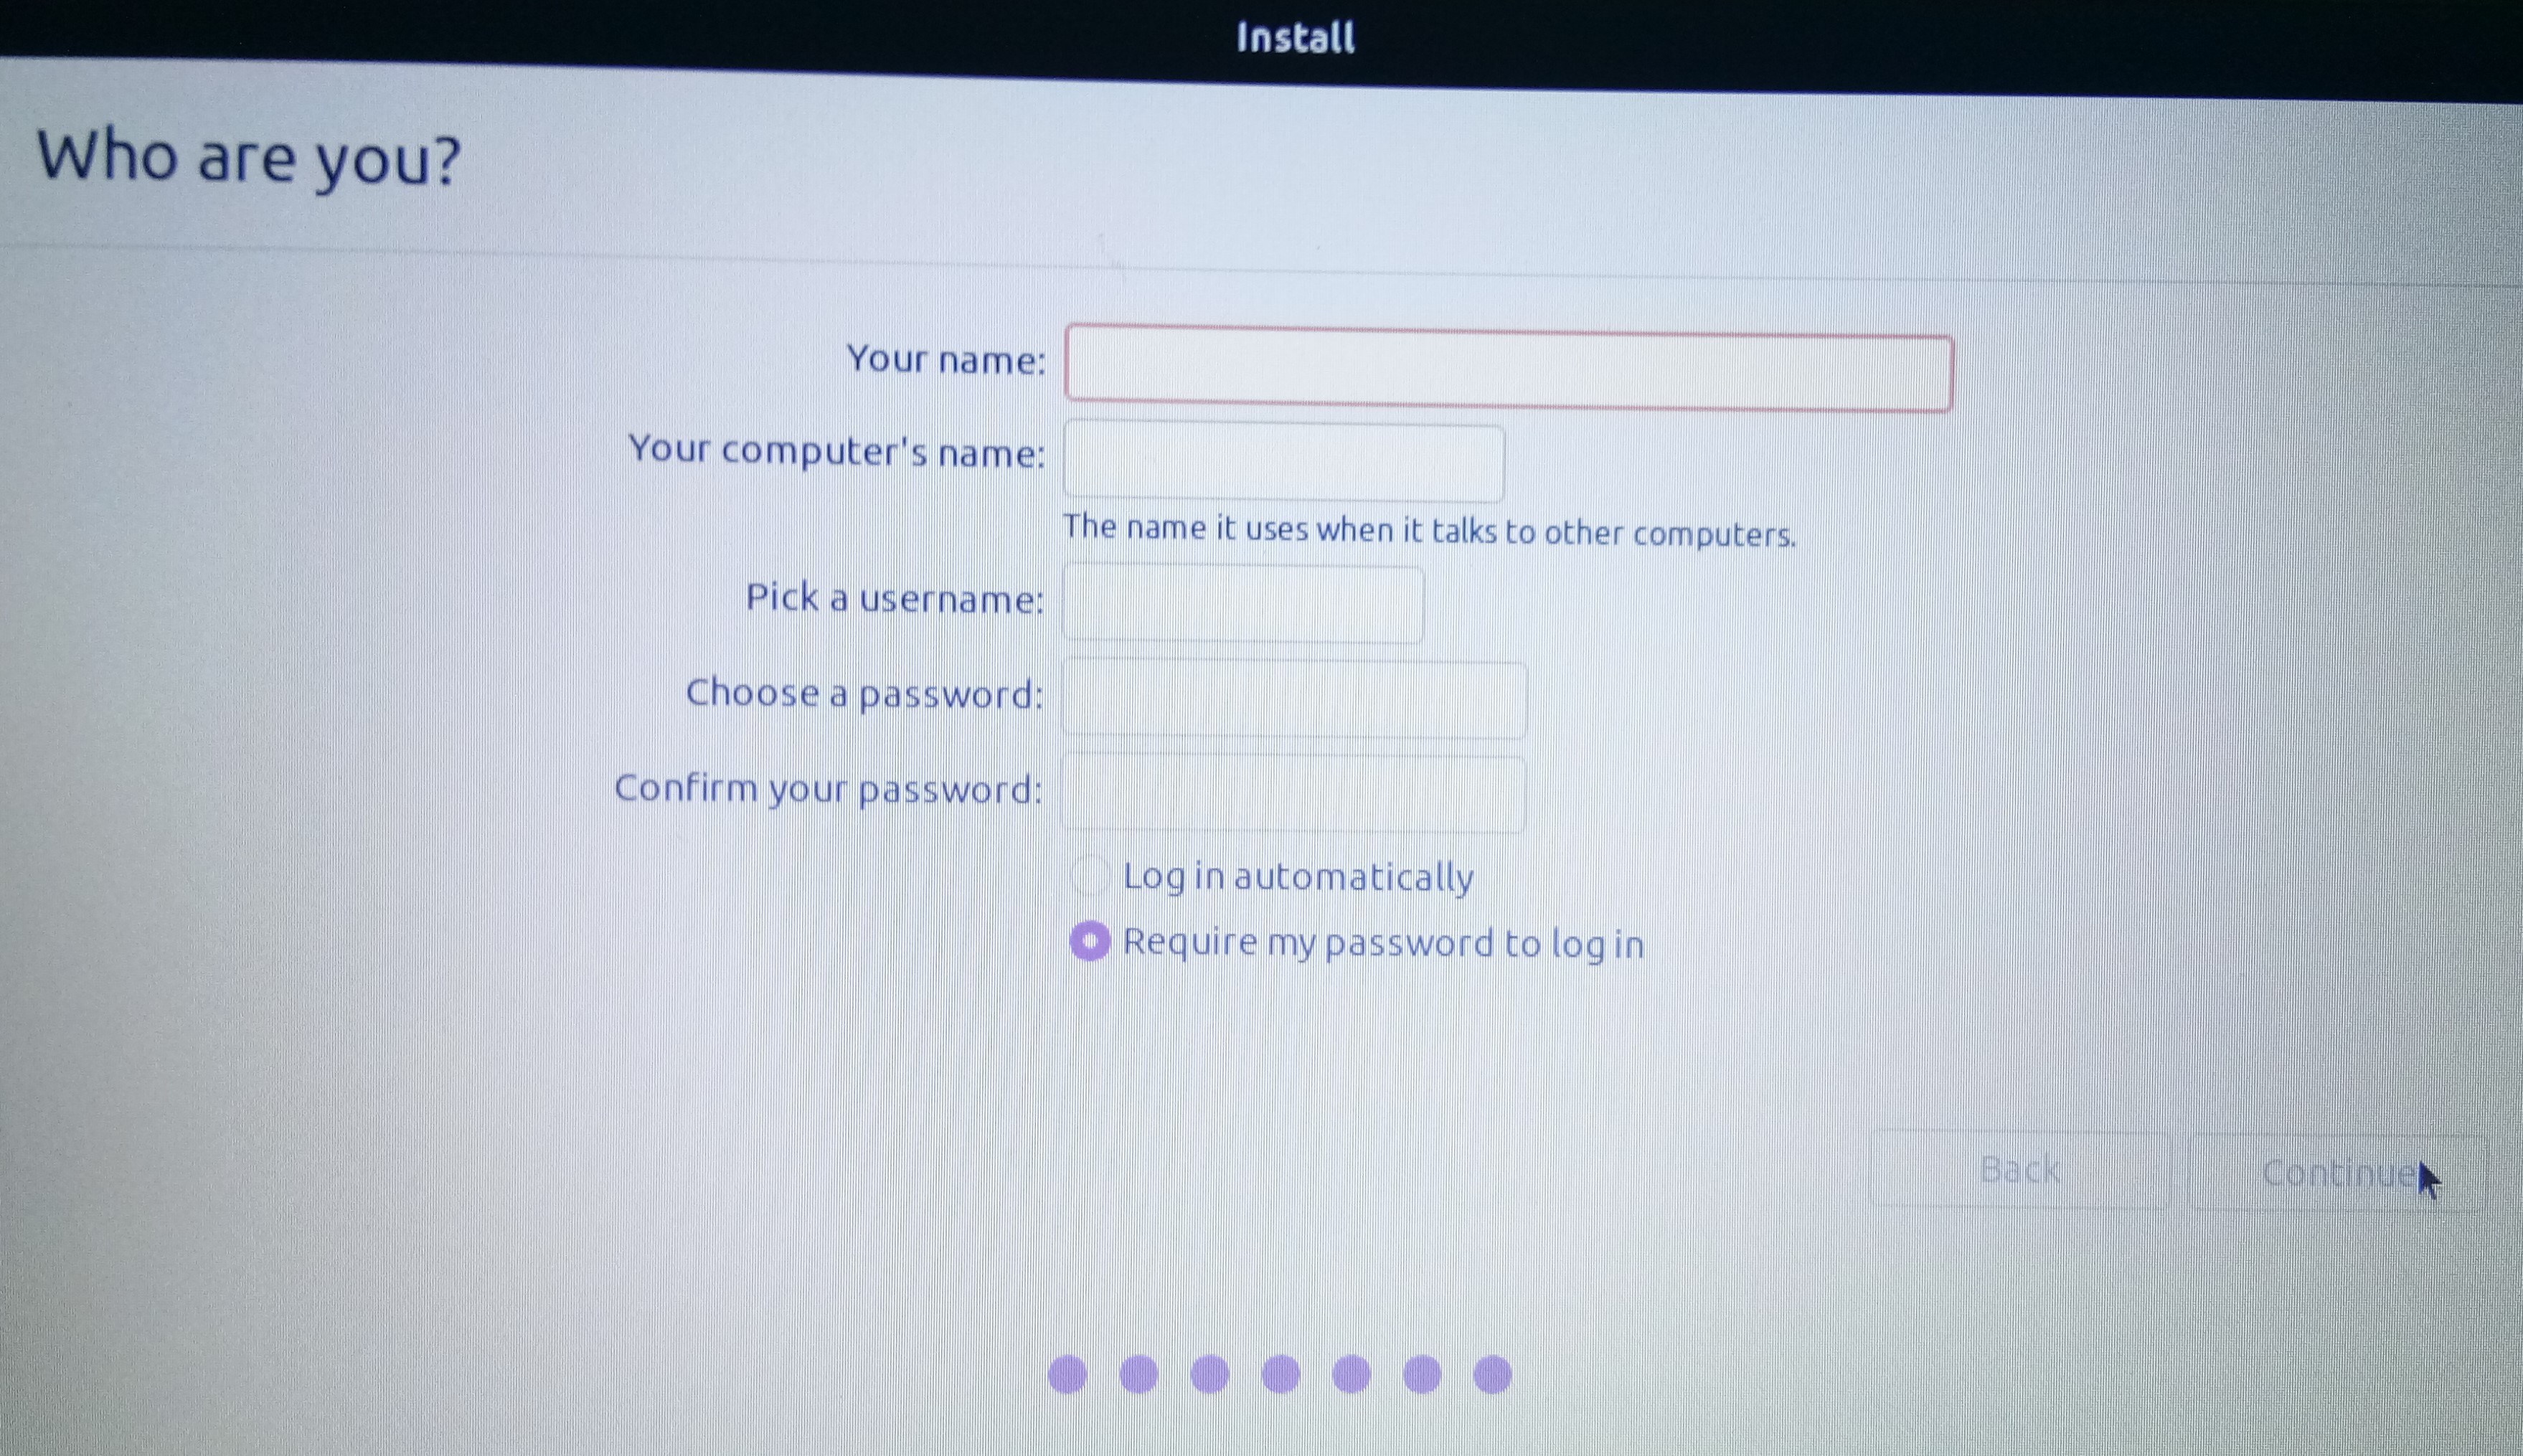 Install
Who are you?
Your name:
Your computer's name:
The name it uses when it talks to other computers.
Pick a username:
Choose a password:
Confirm your password:
Log in automatically
Require my password to log in
Back
Continue